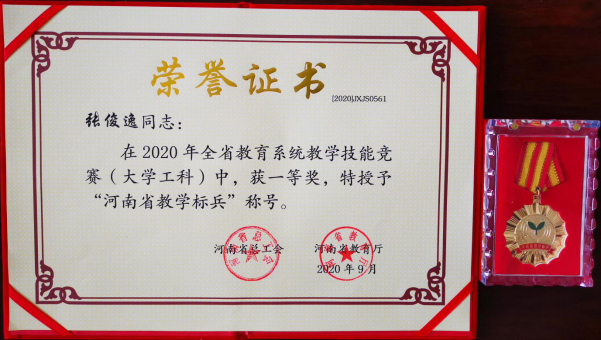 荣誉证书
[2020]JXJS0561
张俊逸同志：
在2020年全省教育系统教学技能竞
赛（大学工科）中，获一等奖，特授予
“河南省教学标兵”称号。
河南省总工会 河南省教育厅
2020年9月